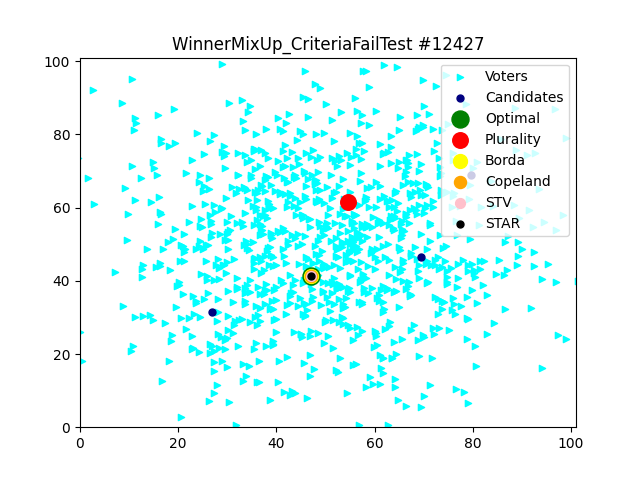 WinnerMixUp_CriteriaFailTest #12427
100
80
60
40
20
0
0
20
40
60
80
100
Voters
Candidates
Optimal
Plurality
Borda
Copeland
STV
STAR